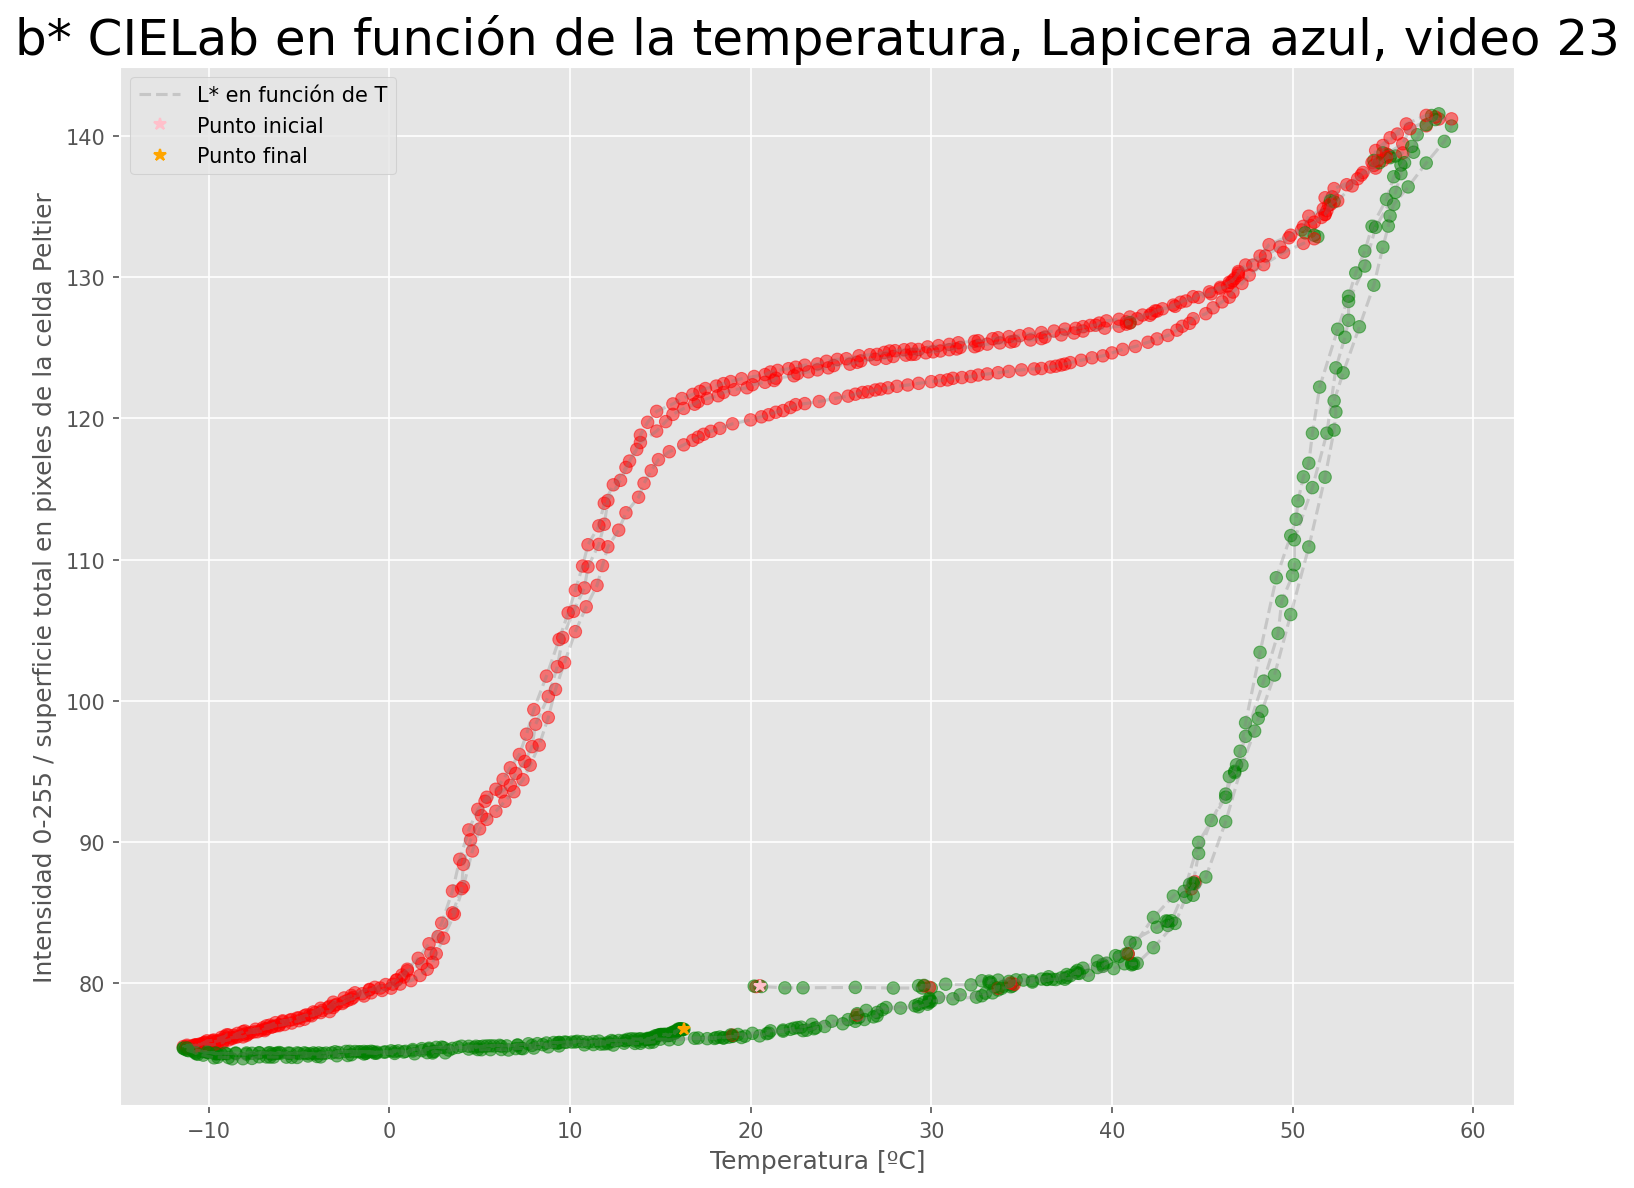 b* CIELab en función de la temperatura, Lapicera azul, video 23
L* en función de T
Punto inicial
Punto final
Intensidad 0-255 / superficie total en pixeles de la celda Peltier
140
130
120
110
100
90
80
−10
0
10
20
30
40
50
60
Temperatura [ºC]